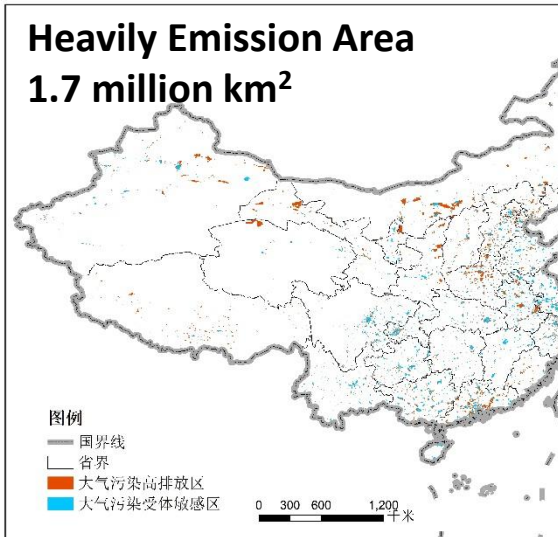 Heavily Emission Area
1.7 million km²
图例
国界线
省界
大气污染高排放区
大气污染受体敏感区
0 300 600 1,200
千米